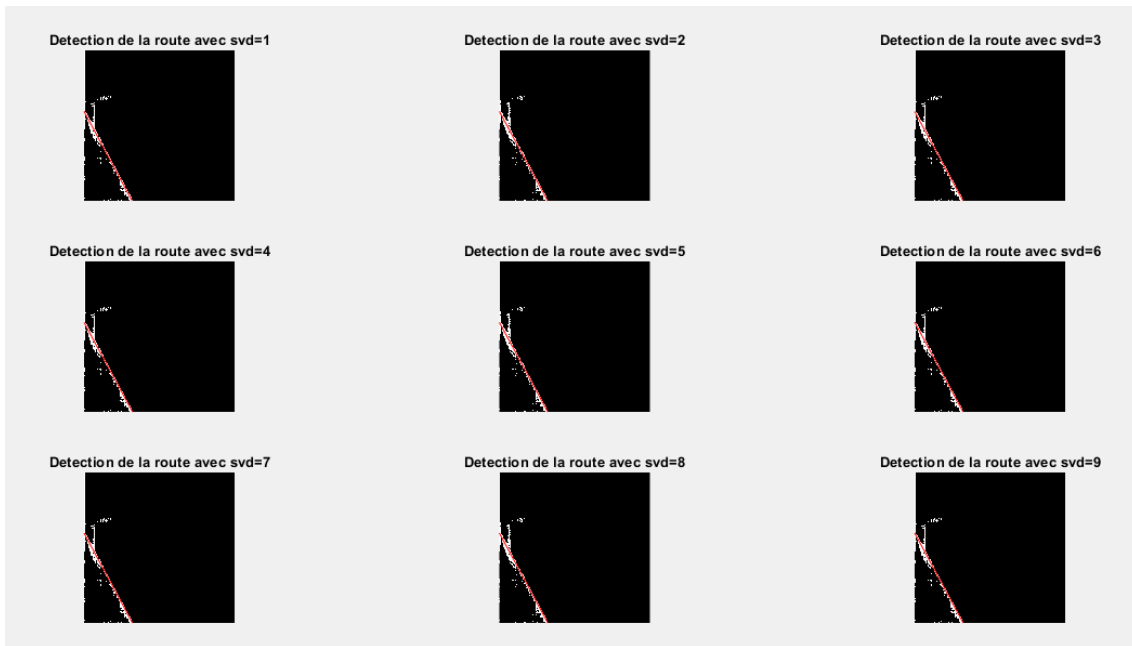 Detection de la route avec svd=1
Detection de la route avec svd=2
Detection de la route avec svd=3
Detection de la route avec svd=4
Detection de la route avec svd=5
Detection de la route avec svd=6
Detection de la route avec svd=7
Detection de la route avec svd=8
Detection de la route avec svd=9